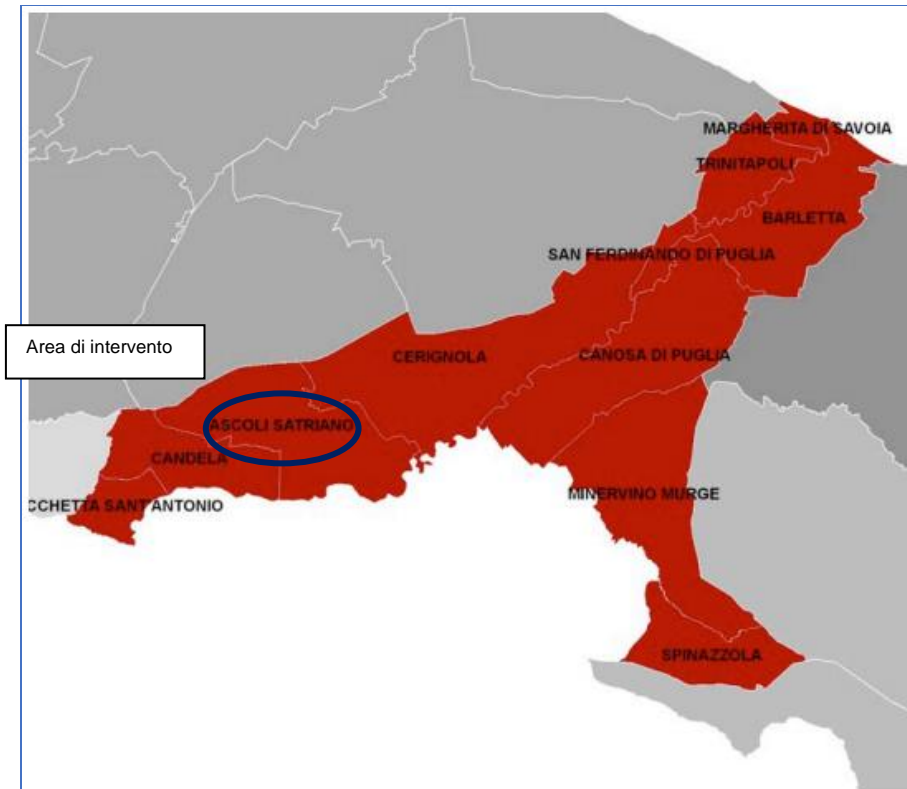 MARGHERITA DI SAVOIA
TRINITAPOLI
BARLETTA
SAN FERDINANDO DI PUGLIA
Area di intervento
CERIGNOLA
CANOSA DI PUGLIA
ASCOLI SATRIANO
CANDELA
CCHETTA SANT'ANTONIO
MINERVINO MURGE
SPINAZZOLA